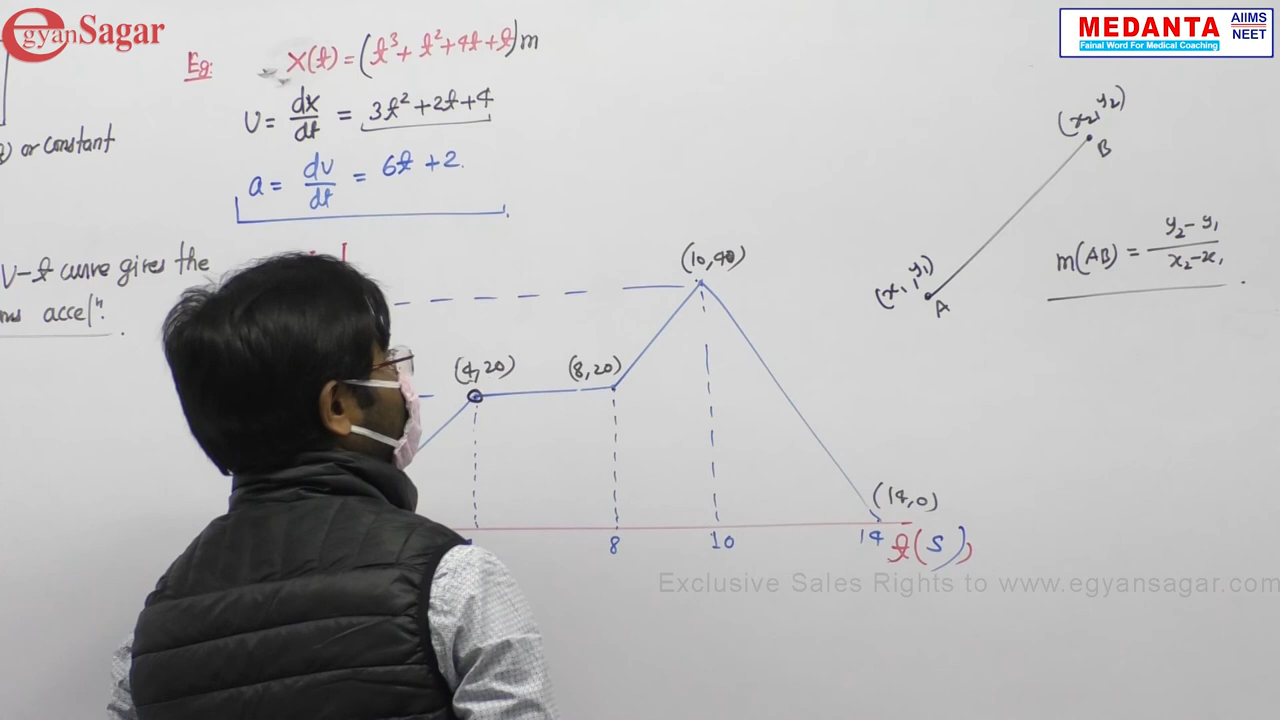 egyanSagar
MEDANTA AIIMS NEET
Fainal Word For Medical Coaching
Eg: x(t) = (t³ + t² + 4t + t) m
v = dx/dt = 3t² + 2t + 4
) or constant
a = dv/dt = 6t + 2.
(x₂, y₂)
B
V-t curve gives the
accelⁿ.
(10,40)
m(AB) = y₂ - y₁ / x₂ - x₁
(x₁, y₁)
A
(4,20)
(8,20)
(14,0)
8
10
14
t(s)
Exclusive Sales Rights to www.egyansagar.com